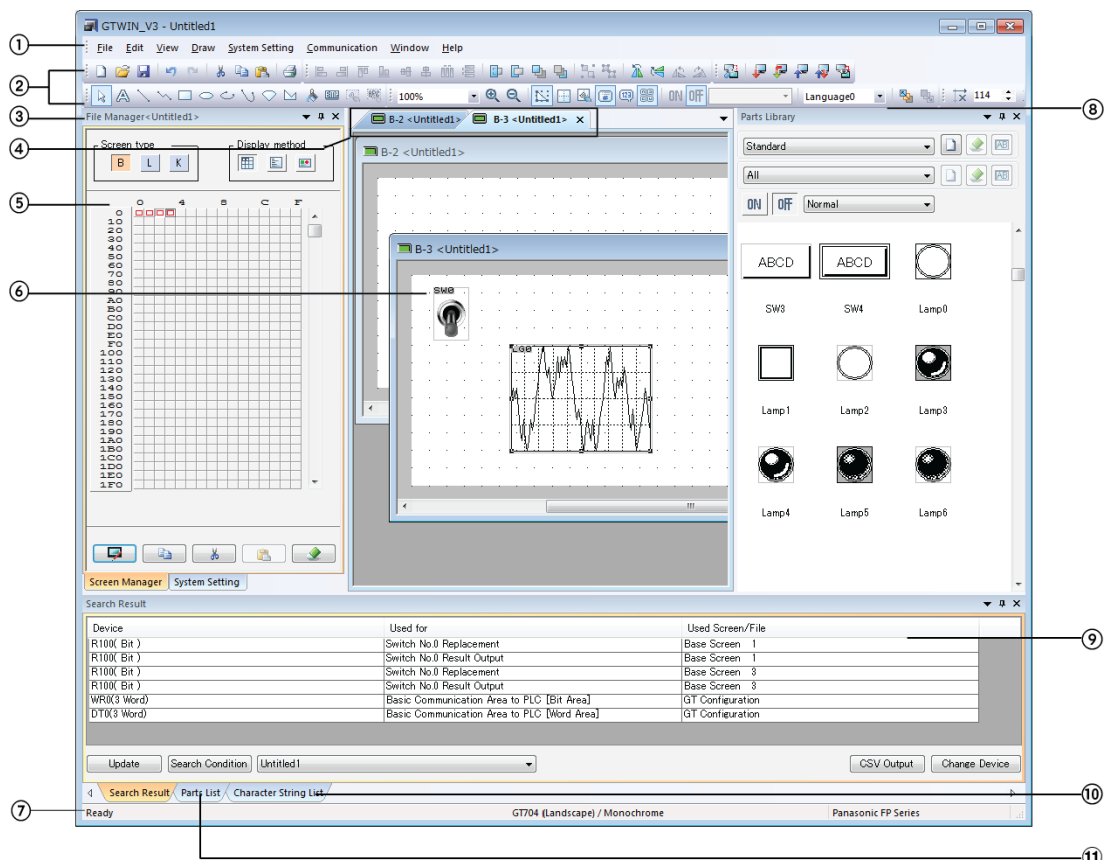 GTWIN_V3 - Untitled1
① File Edit View Draw System Setting Communication Window Help
②
100% ON OFF Language0 114
⑧
③ File Manager<Untitled1>
B-2 <Untitled1> B-3 <Untitled1>
Parts Library
④
Screen type
B L K
Display method
B-2 <Untitled1>
Standard
All
ON OFF Normal
⑤
0 4 8 C F
0
10
20
30
40
50
60
70
80
90
A0
B0
C0
D0
E0
F0
100
110
120
130
140
150
160
170
180
190
1A0
1B0
1C0
1D0
1E0
1F0
⑥
B-3 <Untitled1>
SW0
LG0
ABCD ABCD
SW3 SW4 Lamp0
Lamp1 Lamp2 Lamp3
Lamp4 Lamp5 Lamp6
Screen Manager System Setting
Search Result
Device Used for Used Screen/File
⑨
R100( Bit ) Switch No.0 Replacement Base Screen 1
R100( Bit ) Switch No.0 Result Output Base Screen 1
R100( Bit ) Switch No.0 Replacement Base Screen 3
R100( Bit ) Switch No.0 Result Output Base Screen 3
WR0(3 Word) Basic Communication Area to PLC [Bit Area] GT Configuration
DT0(3 Word) Basic Communication Area to PLC [Word Area] GT Configuration
Update Search Condition Untitled1 CSV Output Change Device
Search Result Parts List Character String List
⑩
⑦ Ready GT704 (Landscape) / Monochrome Panasonic FP Series
⑪